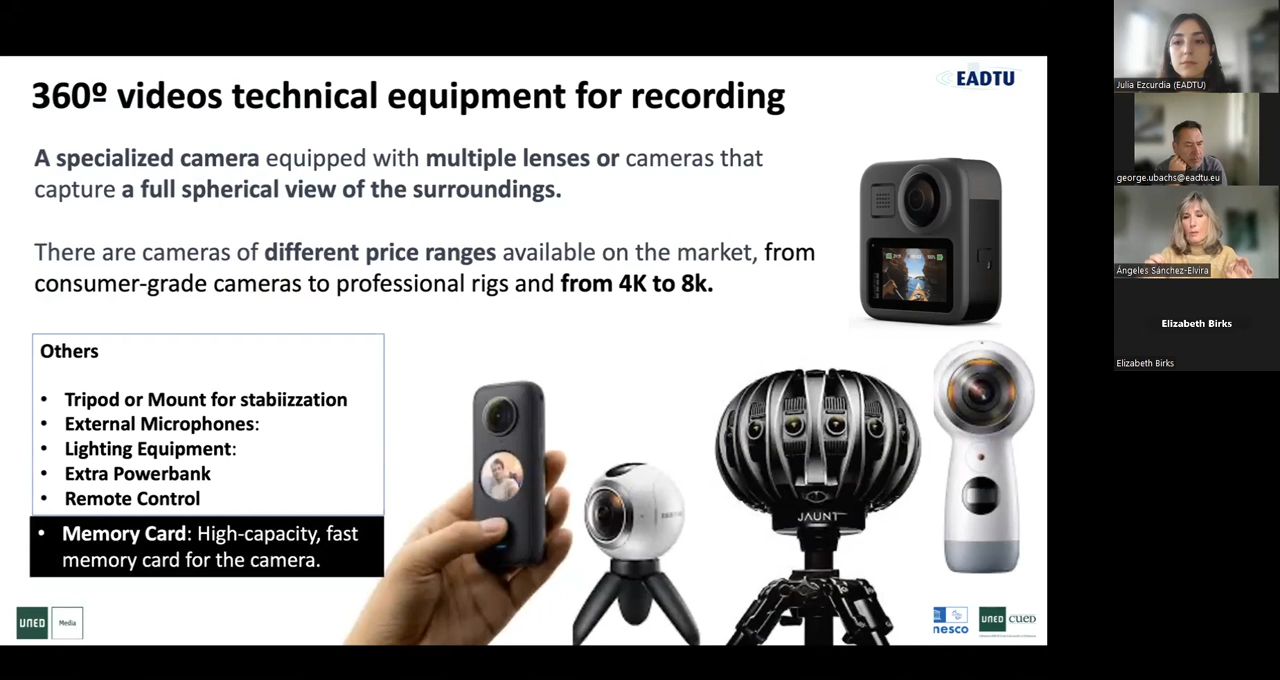 360º videos technical equipment for recording
EADTU
A specialized camera equipped with multiple lenses or cameras that
capture a full spherical view of the surroundings.
There are cameras of different price ranges available on the market, from
consumer-grade cameras to professional rigs and from 4K to 8k.
Others
• Tripod or Mount for stabiizzation
• External Microphones:
• Lighting Equipment:
• Extra Powerbank
• Remote Control
• Memory Card: High-capacity, fast
memory card for the camera.
JAUNT
UNED
Media
nesco
UNED
CUED
Julia Ezcurdia (EADTU)
george.ubachs@eadtu.eu
Ángeles Sánchez-Elvira
Elizabeth Birks
Elizabeth Birks